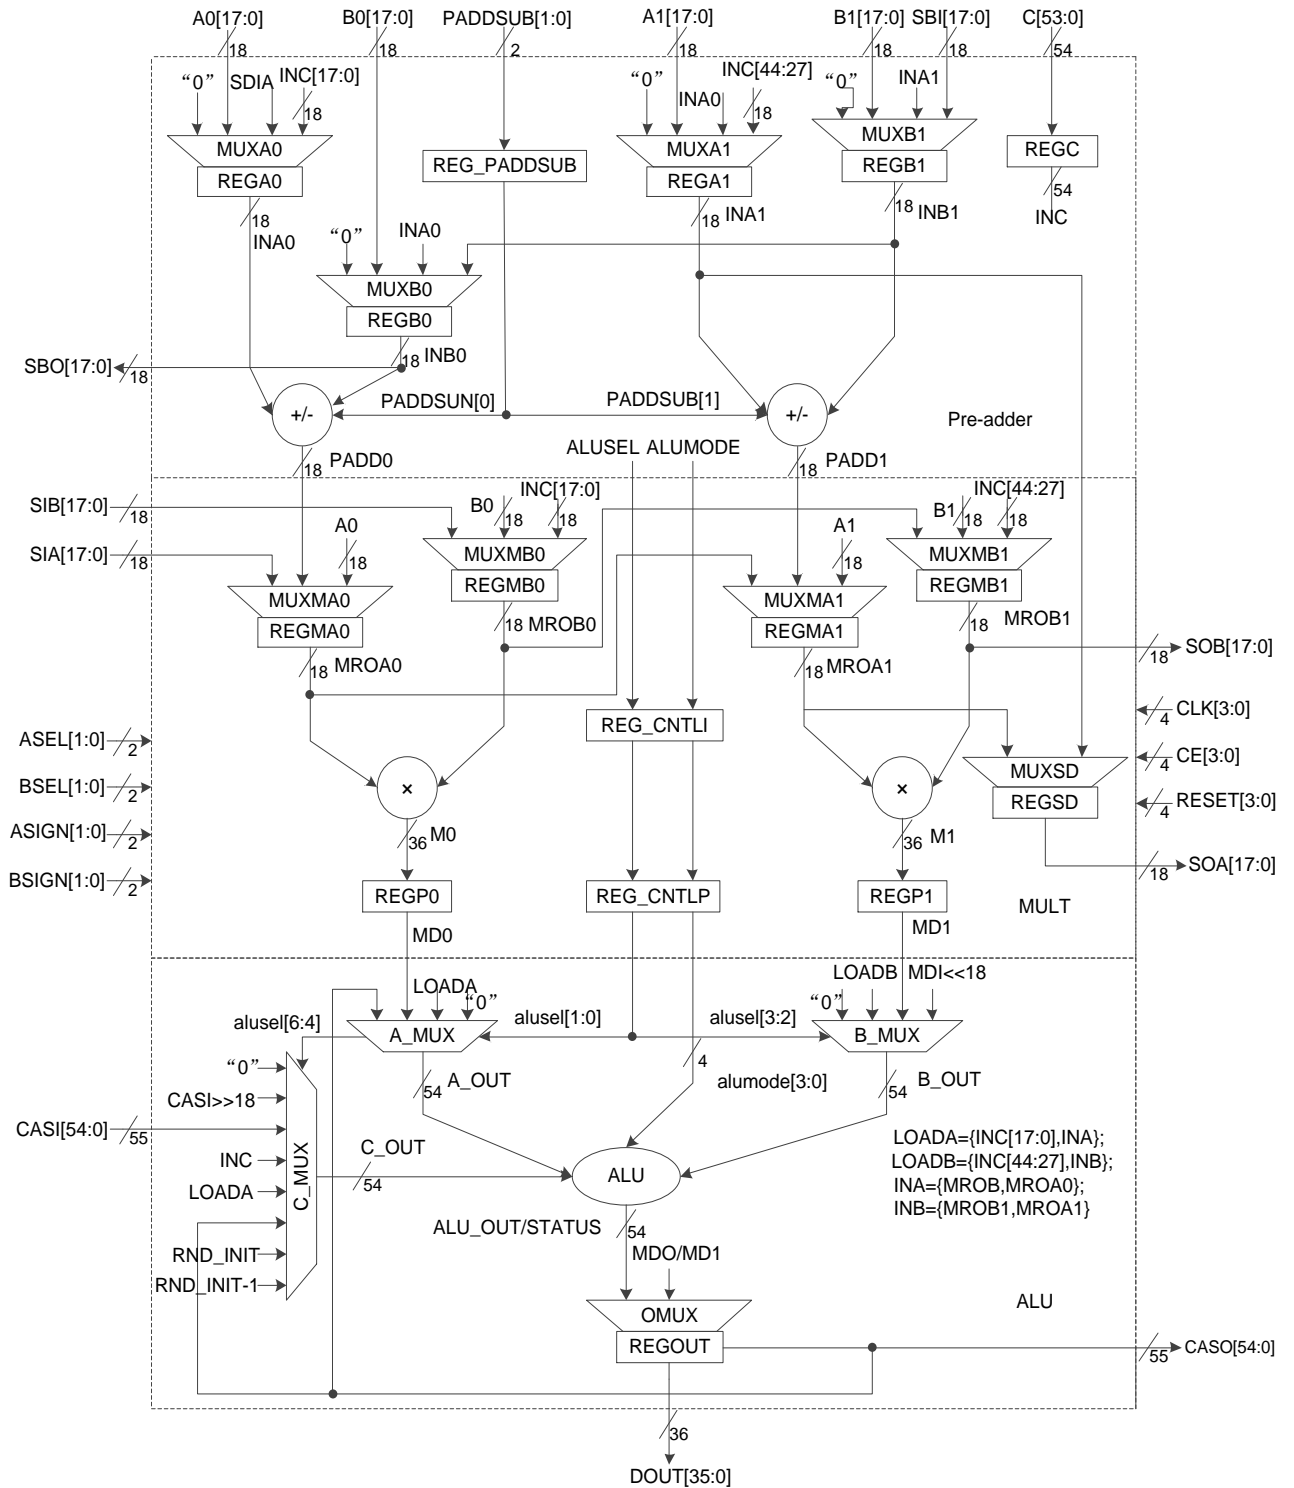 A0[17:0] B0[17:0] PADDSUB[1:0] A1[17:0] B1[17:0] SBI[17:0] C[53:0]
18 18 2 18 18 18 54
“0” SDIA INC[17:0] “0” INA0 INC[44:27] “0” INA1
18 18
MUXA0 MUXA1 MUXB1 REGC
REGA0 REG_PADDSUB REGA1 REGB1
18 INA0 18 INA1 18 INB1 54 INC
“0” INA0
MUXB0
REGB0
SBO[17:0] 18 18 INB0
+/- PADDSUN[0] PADDSUB[1] +/- Pre-adder
18 PADD0 ALUSEL ALUMODE 18 PADD1
SIB[17:0] 18 B0 18 INC[17:0] 18 B1 18 INC[44:27] 18
SIA[17:0] 18 A0 18 MUXMB0 A1 18 MUXMB1
MUXMA0 REGMB0 MUXMA1 REGMB1
REGMA0 18 MROB0 REGMA1 18 MROB1
18 MROA0 18 MROA1 18 SOB[17:0]
REG_CNTLI 4 CLK[3:0]
ASEL[1:0] 2 4 CE[3:0]
BSEL[1:0] 2 × × MUXSD
REGSD 4 RESET[3:0]
ASIGN[1:0] 2 36 M0 36 M1
BSIGN[1:0] 2 18 SOA[17:0]
REGP0 REG_CNTLP REGP1 MULT
MD0 MD1
LOADA “0” “0” LOADB MDI<<18
alusel[6:4] A_MUX alusel[1:0] alusel[3:2] B_MUX
“0” 4
54 A_OUT alumode[3:0] 54 B_OUT
CASI>>18
CASI[54:0] 55 LOADA={INC[17:0],INA};
INC C_MUX C_OUT 54 ALU LOADB={INC[44:27],INB};
LOADA INA={MROB,MROA0};
INB={MROB1,MROA1}
ALU_OUT/STATUS 54
RND_INIT MDO/MD1
RND_INIT-1
OMUX ALU
REGOUT 55 CASO[54:0]
36
DOUT[35:0]